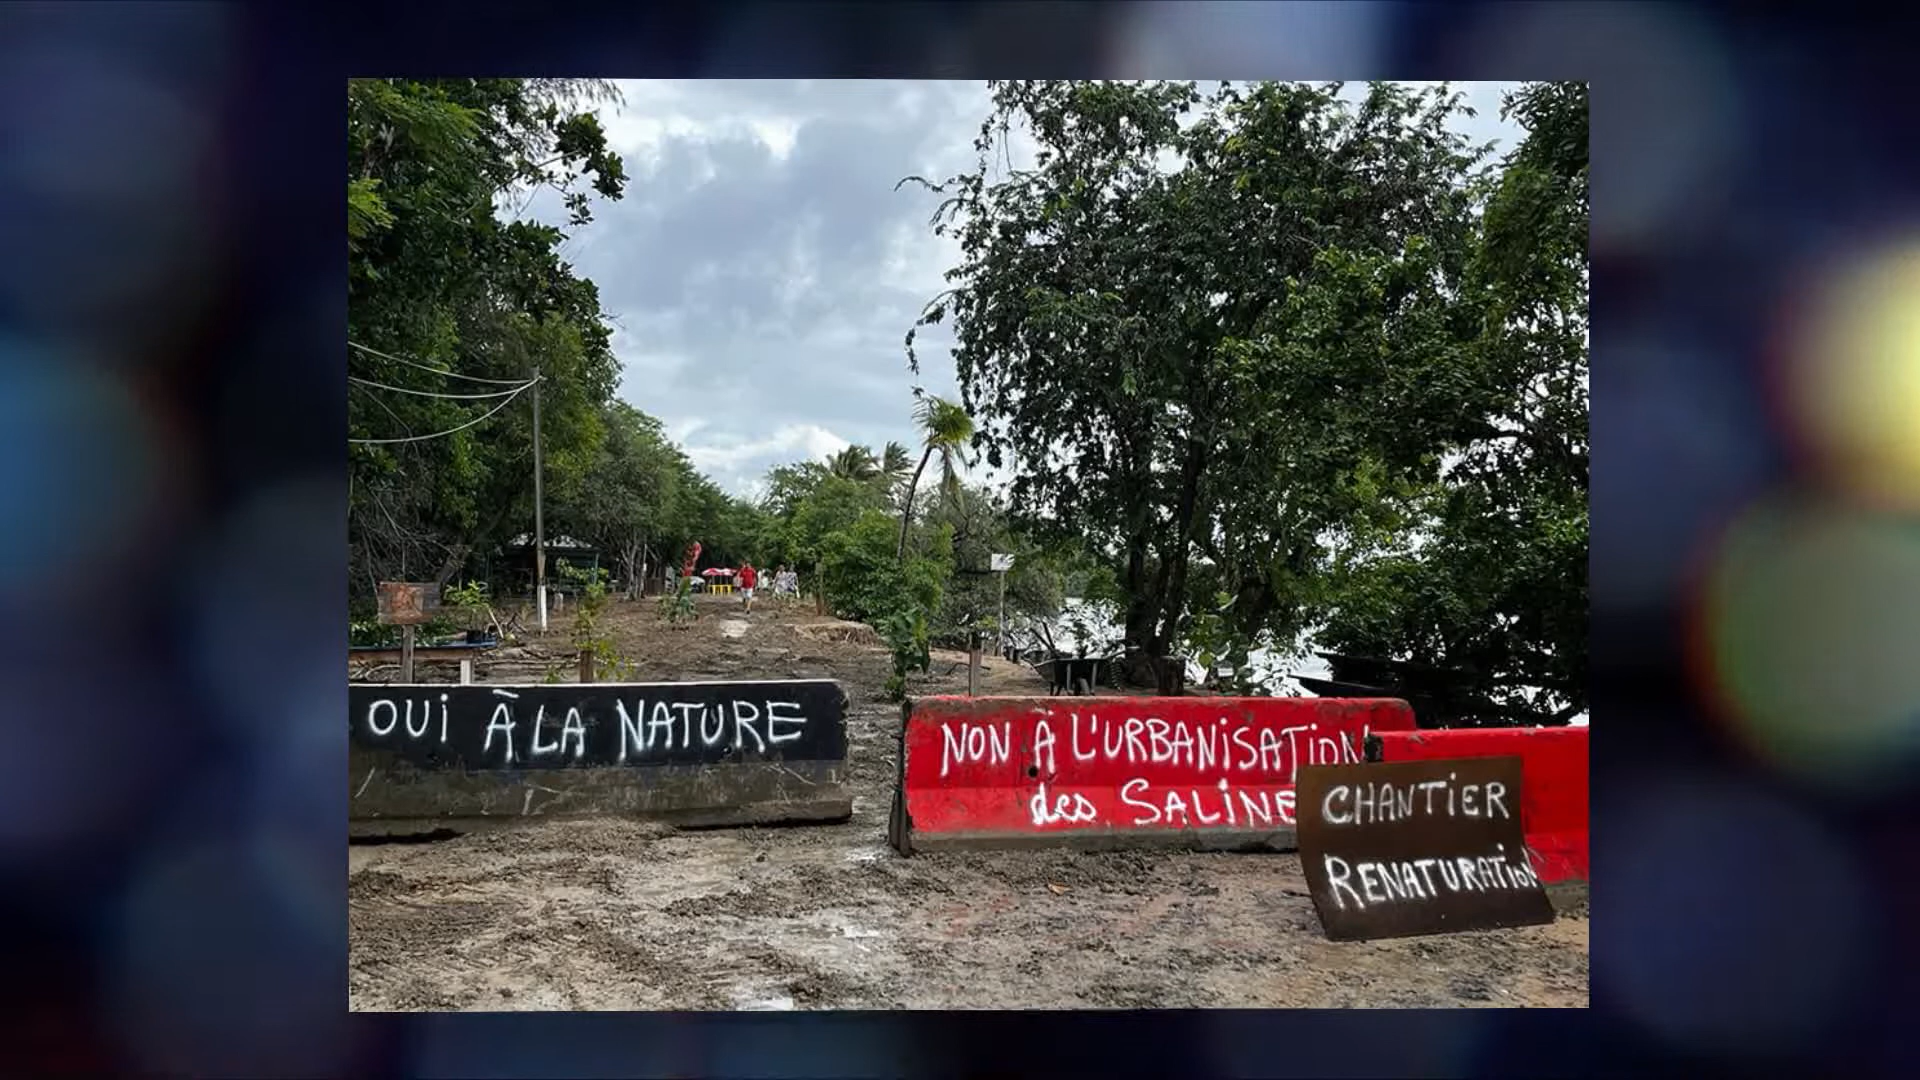 OUi À LA NATURE
NON À L'URBANiSATiON
des SALiNE
CHANTiER
RENATURATiON